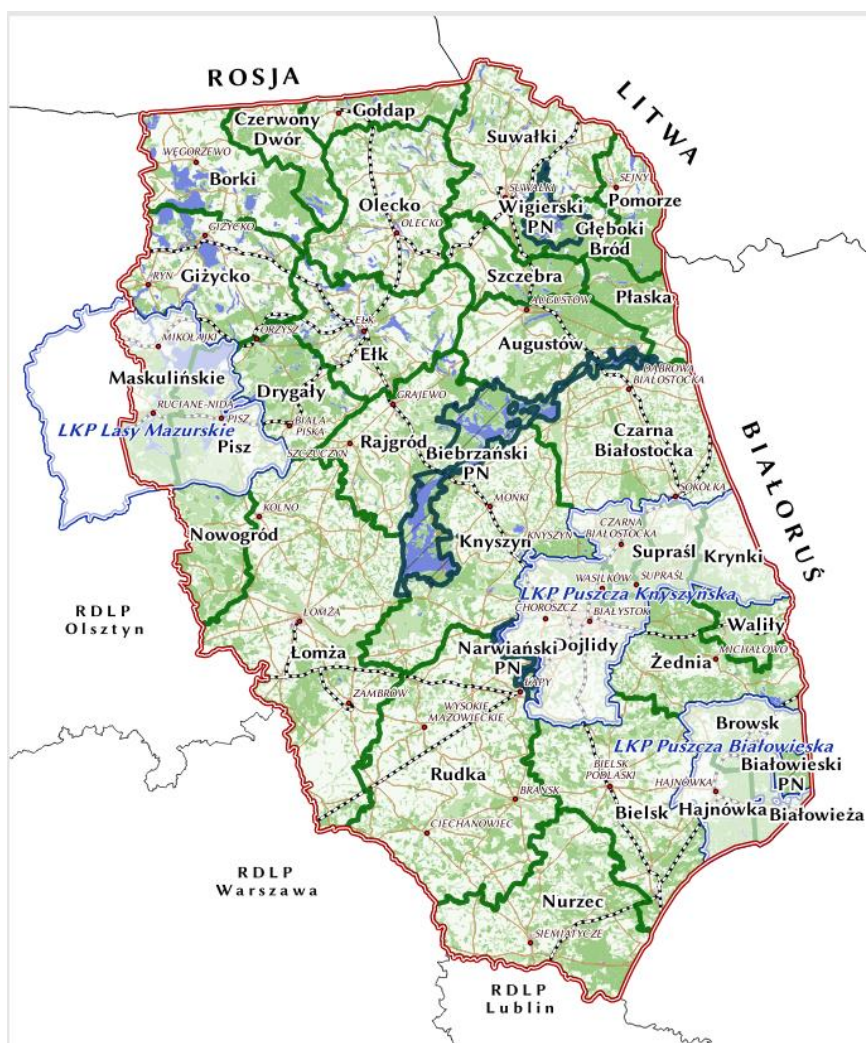 ROSJA
LITWA
Gołdap
Czerwony
Dwór
Suwałki
WĘGORZEWO
Borki
SEJNY
SUWAŁKI
Pomorze
Wigierski
PN
Olecko
OLECKO
Głęboki
Bród
GIŻYCKO
Giżycko
RYN
Szczebra
Płaska
AUGUSTÓW
Augustów
EŁK
Ełk
ORZYSZ
MIKOŁAJKI
Maskulińskie
DĄBROWA
BIAŁOSTOCKA
Drygały
GRAJEWO
RUCIANE-NIDA
PISZ
BIAŁA
PISKA
LKP Lasy Mazurskie
Pisz
SZCZUCZYN
Rajgród
Biebrzański
PN
Czarna
Białostocka
BIAŁORUŚ
SOKÓŁKA
MONKI
KOLNO
Nowogród
Knyszyn
KNYSZYN
CZARNA
BIAŁOSTOCKA
Supraśl
Krynki
WASILKÓW
SUPRAŚL
LKP Puszcza Knyszyńska
RDLP
Olsztyn
CHOROSZCZ
BIAŁYSTOK
ŁOMŻA
Łomża
Waliły
Narwiański
PN
Dojlidy
MICHAŁOWO
Żednia
ŁAPY
ZAMBRÓW
WYSOKIE
MAZOWIECKIE
Browsk
LKP Puszcza Białowieska
BIELSK
PODLASKI
Białowieski
PN
HAJNÓWKA
Rudka
BRAŃSK
Bielsk
Hajnówka
Białowieża
CIECHANOWIEC
RDLP
Warszawa
Nurzec
SIEMIATYCZE
RDLP
Lublin